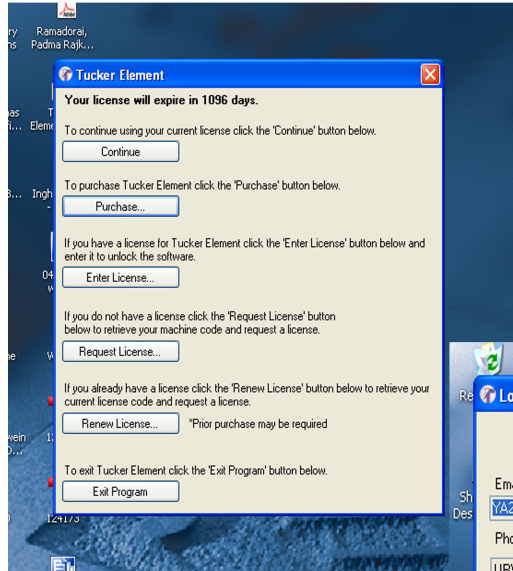 Ramadorai,
Padma Rajk...
Tucker Element
Your license will expire in 1096 days.
To continue using your current license click the 'Continue' button below.
Continue
To purchase Tucker Element click the 'Purchase' button below.
Purchase...
If you have a license for Tucker Element click the 'Enter License' button below and
enter it to unlock the software.
Enter License...
If you do not have a license click the 'Request License' button
below to retrieve your machine code and request a license.
Request License...
If you already have a license click the 'Renew License' button below to retrieve your
current license code and request a license.
Renew License... *Prior purchase may be required
To exit Tucker Element click the 'Exit Program' button below.
Exit Program
124173